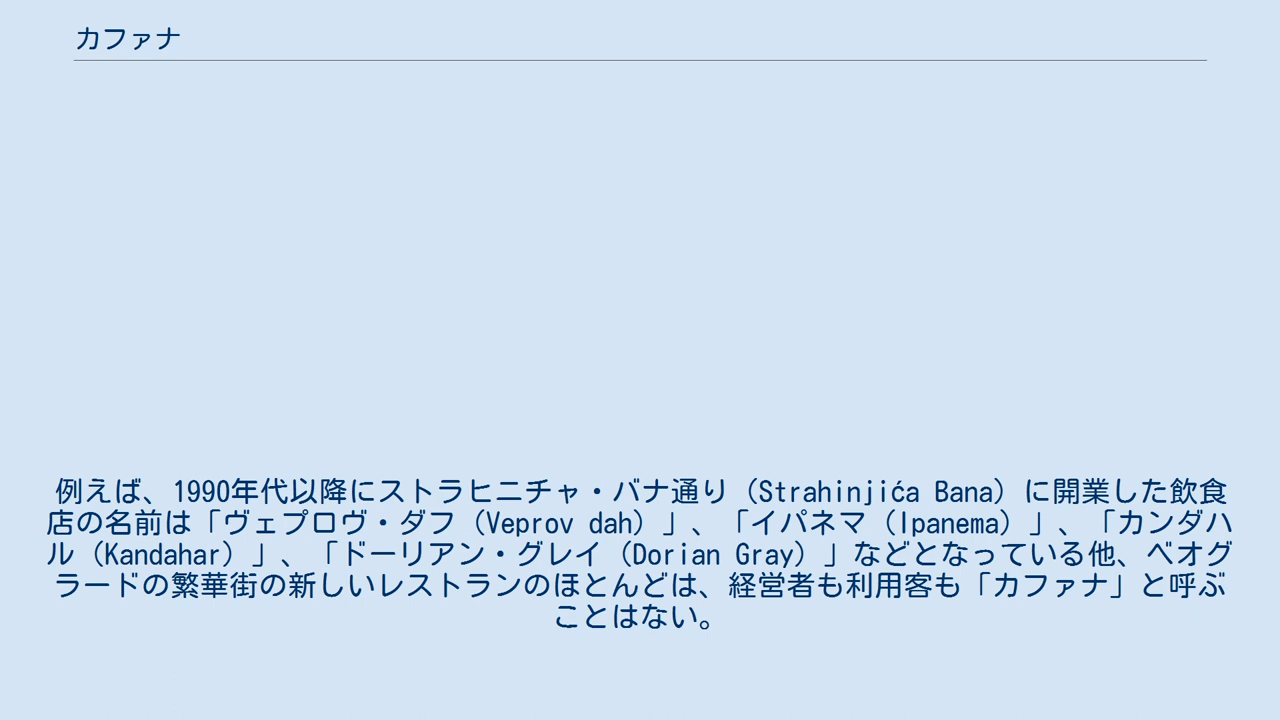 カファナ
例えば、1990年代以降にストラヒニチャ・バナ通り（Strahinjića Bana）に開業した飲食
店の名前は「ヴェプロヴ・ダフ（Veprov dah）」、「イパネマ（Ipanema）」、「カンダハ
ル（Kandahar）」、「ドーリアン・グレイ（Dorian Gray）」などとなっている他、ベオグ
ラードの繁華街の新しいレストランのほとんどは、経営者も利用客も「カファナ」と呼ぶ
ことはない。